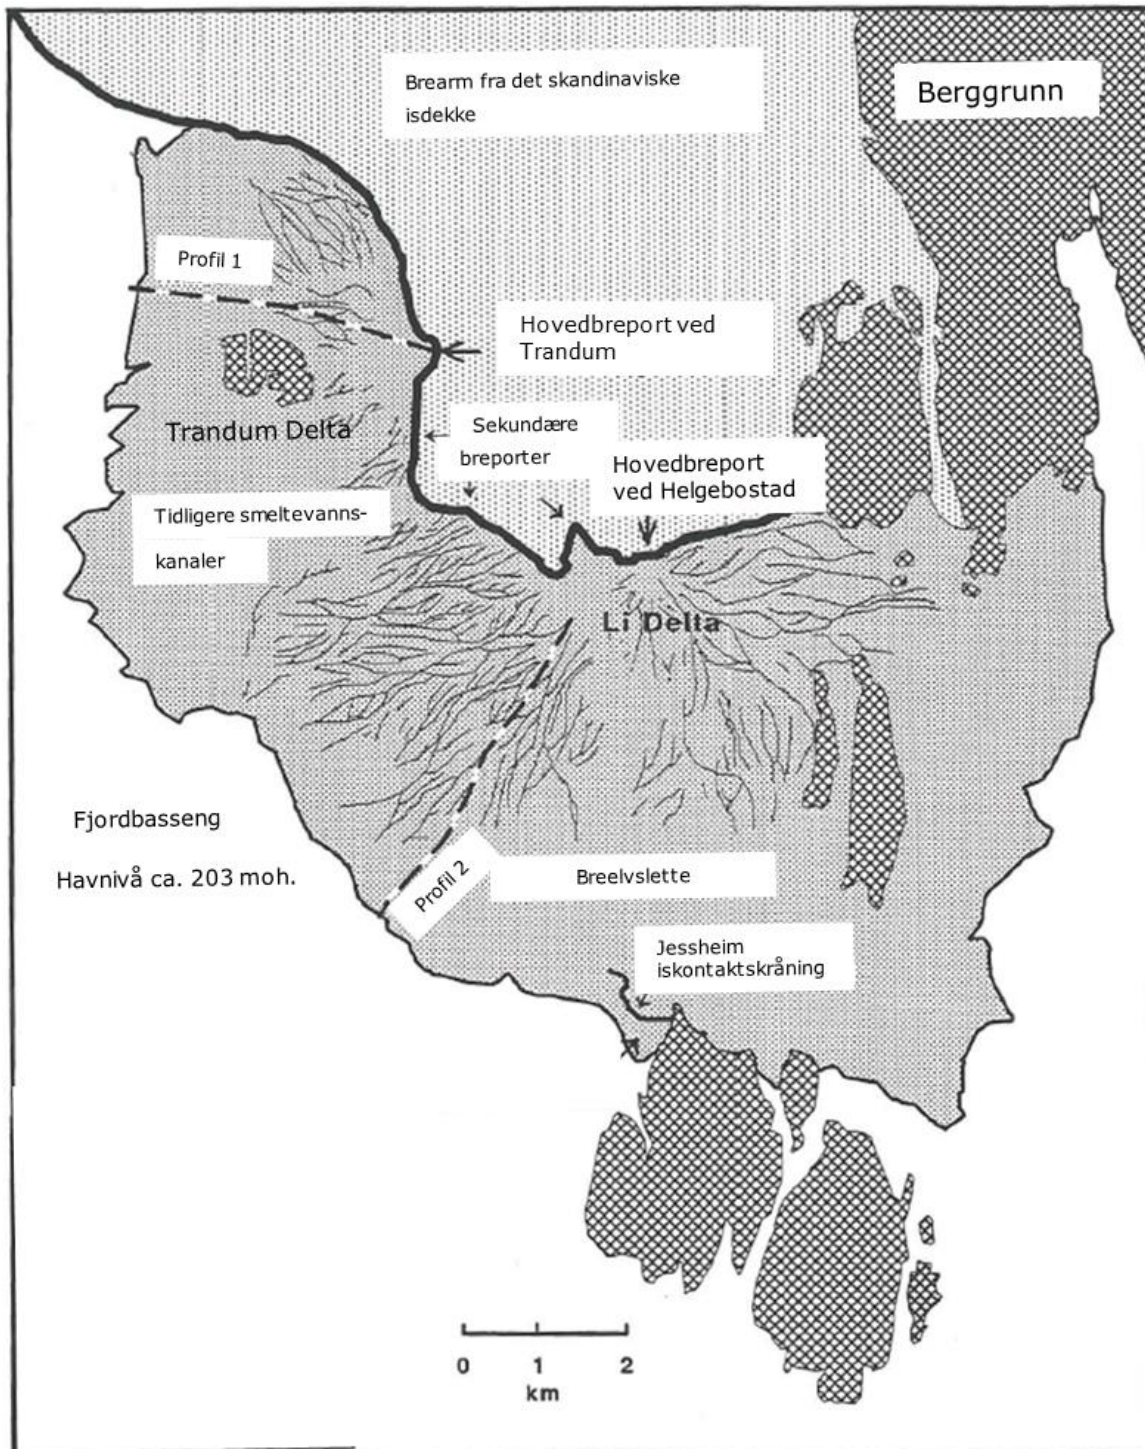 Brearm fra det skandinaviske
isdekke
Berggrunn
Profil 1
Hovedbreport ved
Trandum
Trandum Delta
Sekundære
breporter
Hovedbreport
ved Helgebostad
Tidligere smeltevanns-
kanaler
Li Delta
Fjordbasseng
Havnivå ca. 203 moh.
Profil 2
Breelvslette
Jessheim
iskontaktskråning
0 1 2
km